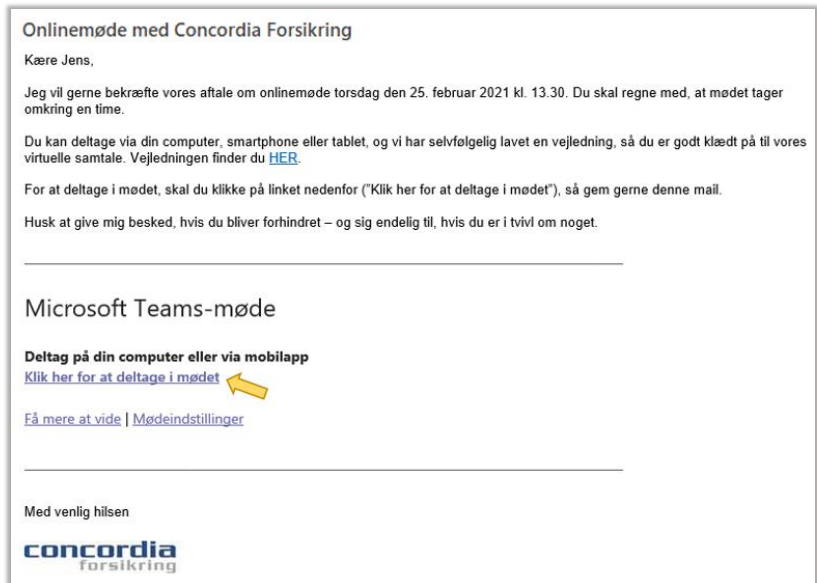 Onlinemøde med Concordia Forsikring
Kære Jens,
Jeg vil gerne bekræfte vores aftale om onlinemøde torsdag den 25. februar 2021 kl. 13.30. Du skal regne med, at mødet tager
omkring en time.
Du kan deltage via din computer, smartphone eller tablet, og vi har selvfølgelig lavet en vejledning, så du er godt klædt på til vores
virtuelle samtale. Vejledningen finder du HER.
For at deltage i mødet, skal du klikke på linket nedenfor ("Klik her for at deltage i mødet"), så gem gerne denne mail.
Husk at give mig besked, hvis du bliver forhindret – og sig endelig til, hvis du er i tvivl om noget.
Microsoft Teams-møde
Deltag på din computer eller via mobilapp
Klik her for at deltage i mødet
Få mere at vide | Mødeindstillinger
Med venlig hilsen
concordia
forsikring